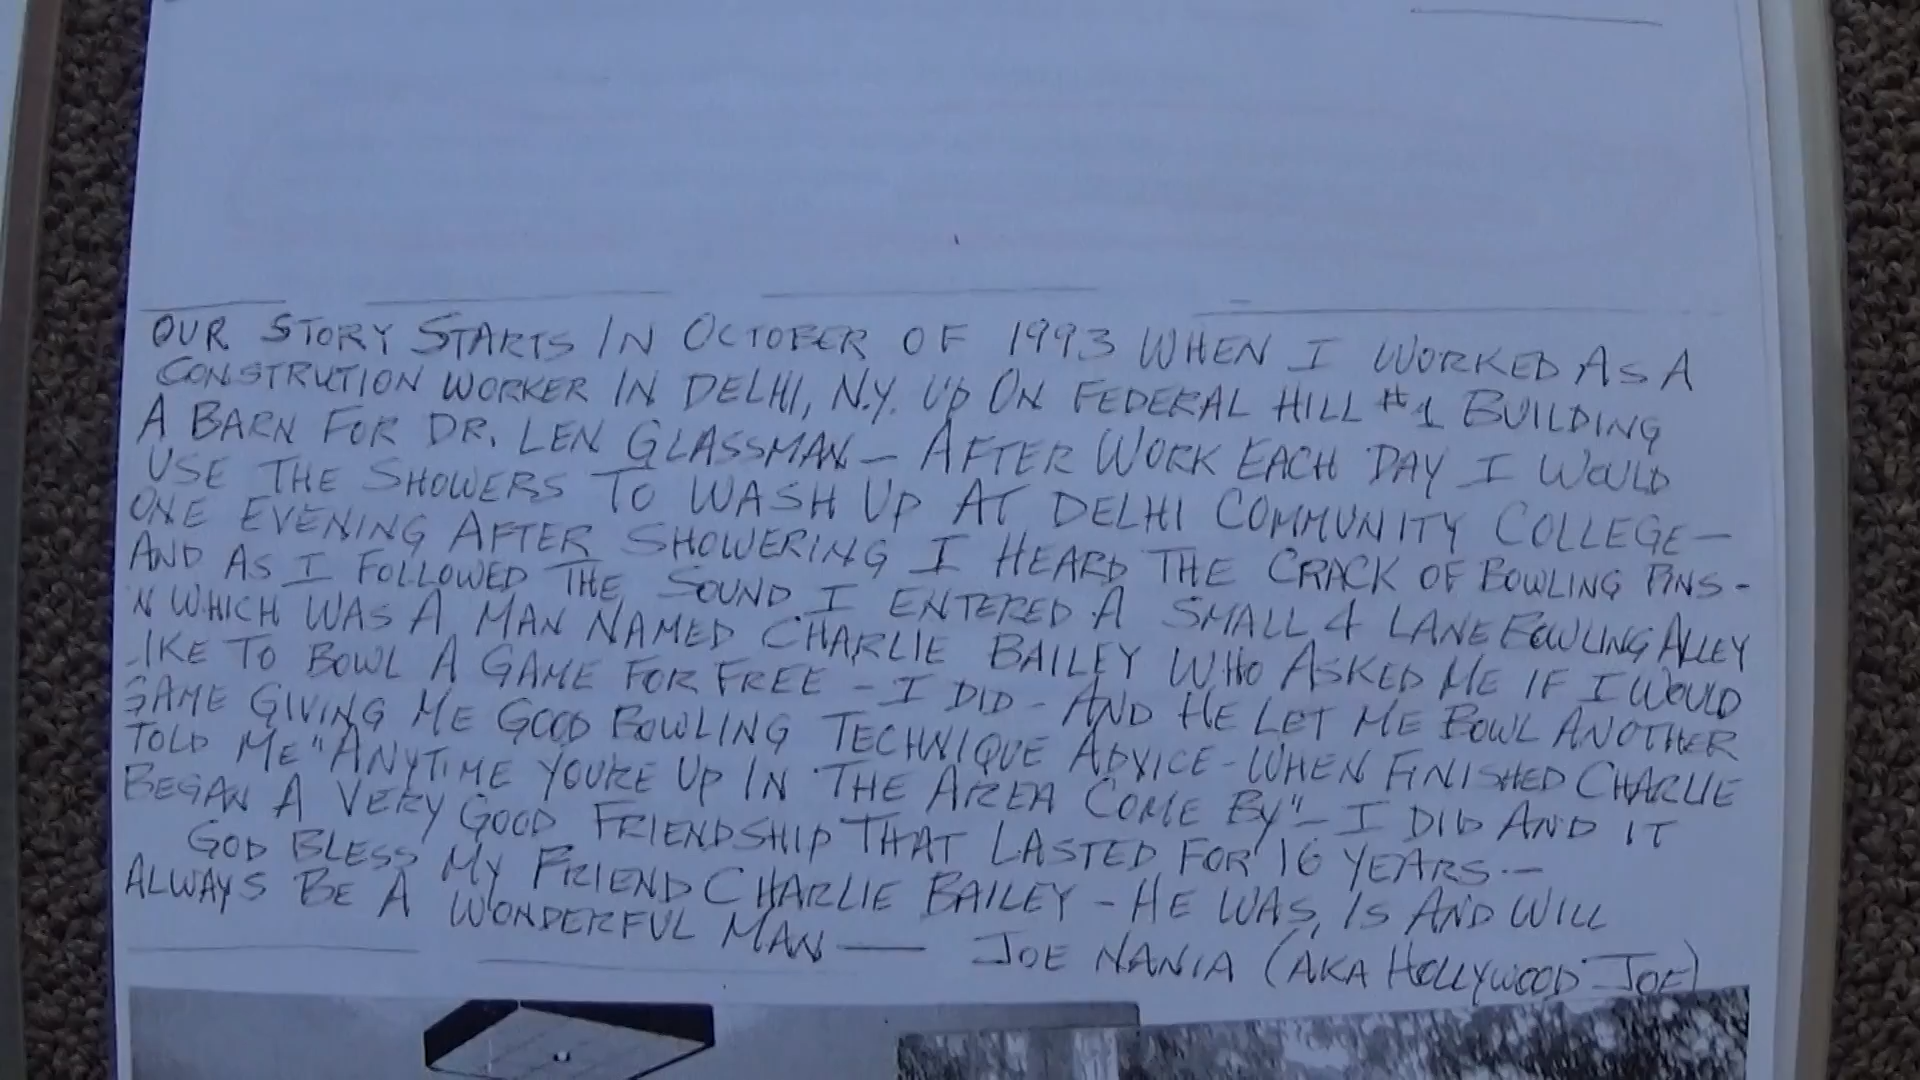 OUR STORY STARTS IN OCTOBER OF 1993 WHEN I WORKED AS A
CONSTRUTION WORKER IN DELHI, N.Y. UP ON FEDERAL HILL #1 BUILDING
A BARN FOR DR. LEN GLASSMAN – AFTER WORK EACH DAY I WOULD
USE THE SHOWERS TO WASH UP AT DELHI COMMUNITY COLLEGE –
ONE EVENING AFTER SHOWERING I HEARD THE CRACK OF BOWLING PINS -
AND AS I FOLLOWED THE SOUND I ENTERED A SMALL 4 LANE BOWLING ALLEY
N WHICH WAS A MAN NAMED CHARLIE BAILEY WHO ASKED ME IF I WOULD
IKE TO BOWL A GAME FOR FREE – I DID - AND HE LET ME BOWL ANOTHER
GAME GIVING ME GOOD BOWLING TECHNIQUE ADVICE - WHEN FINISHED CHARLIE
TOLD ME "ANYTIME YOU'RE UP IN THE AREA COME BY" – I DID AND IT
BEGAN A VERY GOOD FRIENDSHIP THAT LASTED FOR 16 YEARS. –
GOD BLESS MY FRIEND CHARLIE BAILEY – HE WAS, IS AND WILL
ALWAYS BE A WONDERFUL MAN — JOE NANIA (AKA HOLLYWOOD JOE)